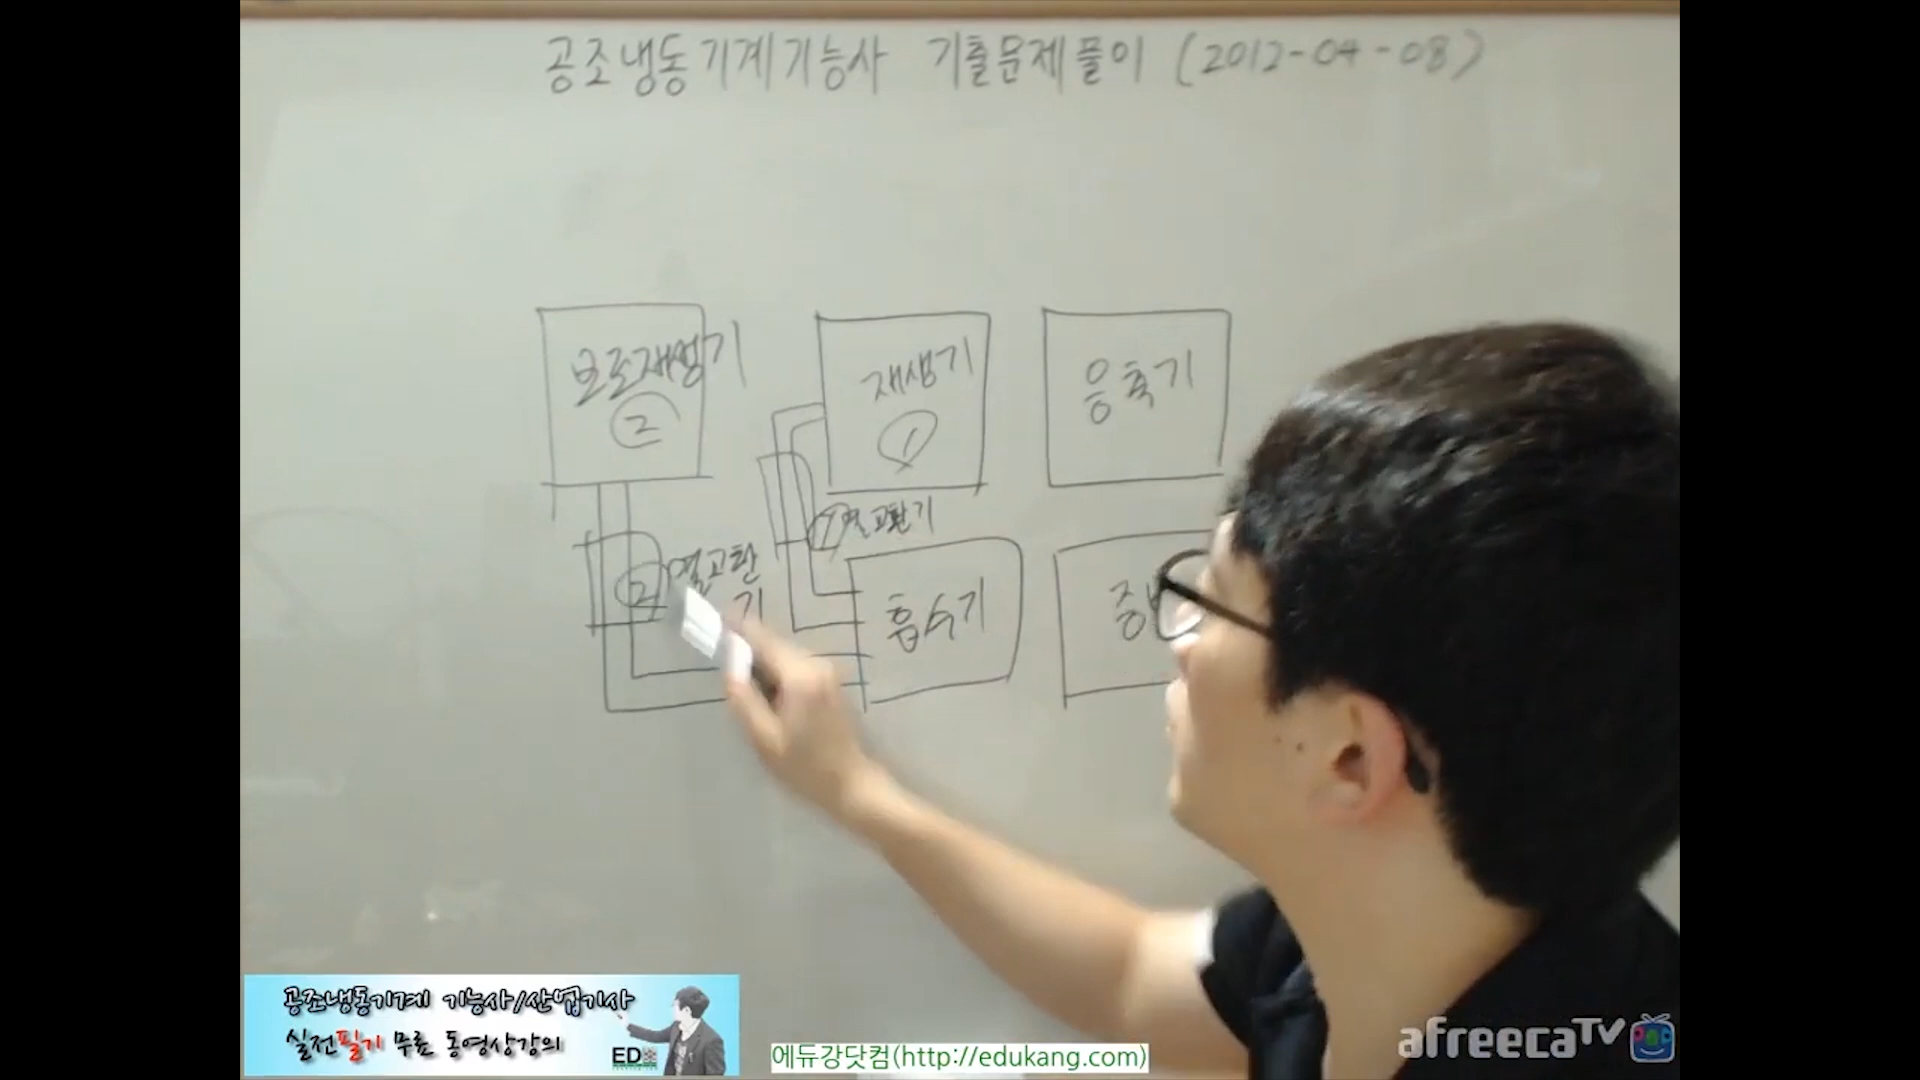 공조냉동기계기능사 기출문제풀이 (2012-04-08)
보조재생기
②
재생기
①
응축기
① 열교환기
② 열교환
기
흡수기
증
공조냉동기계 기능사/산업기사
실전필기 무료 동영상강의
EDU
에듀강닷컴(http://edukang.com)
afreecaTV